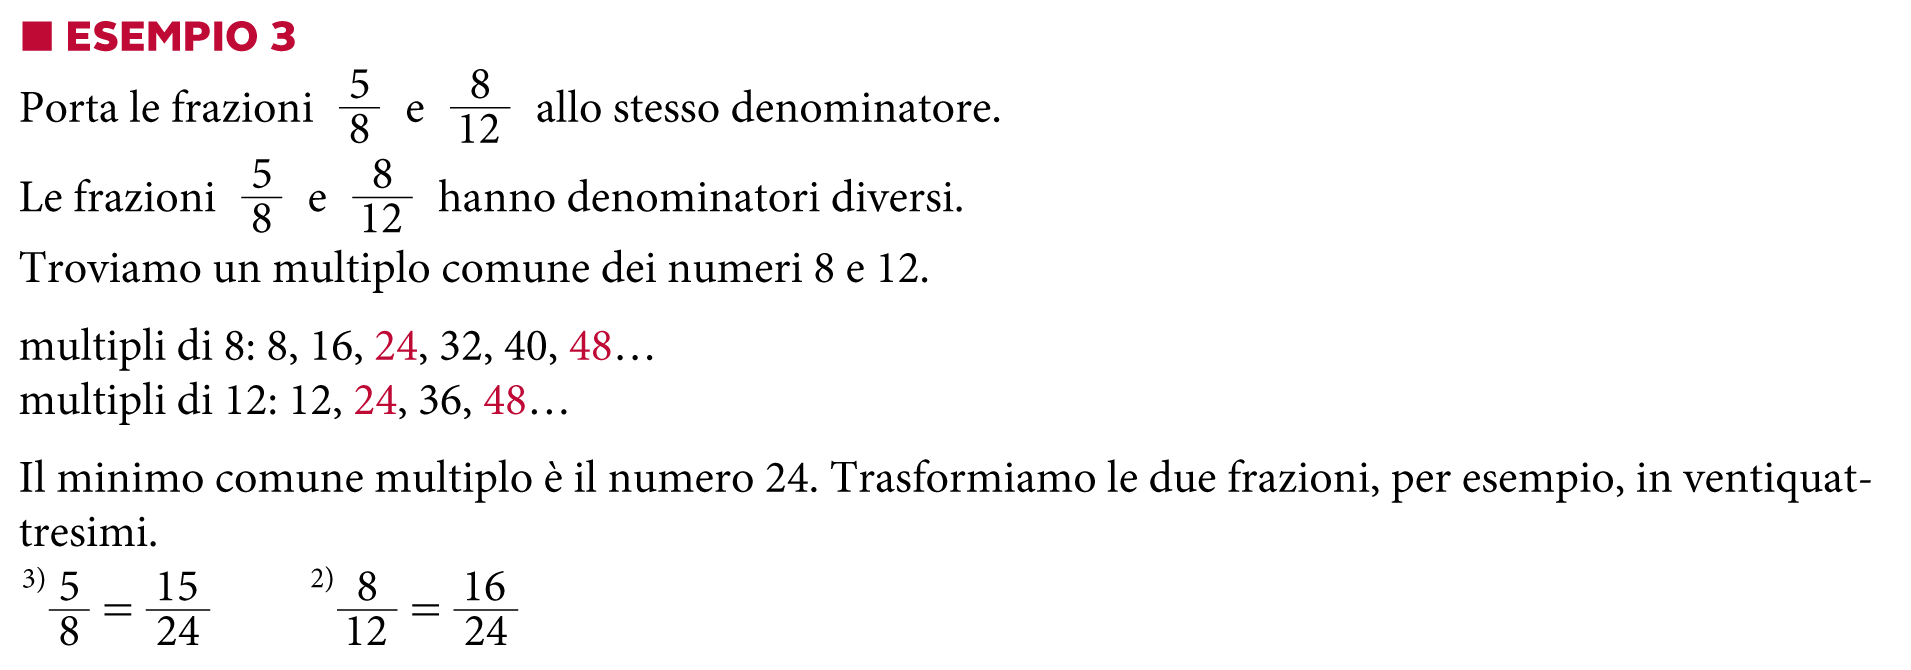 ■ ESEMPIO 3
Porta le frazioni 5/8 e 8/12 allo stesso denominatore.
Le frazioni 5/8 e 8/12 hanno denominatori diversi.
Troviamo un multiplo comune dei numeri 8 e 12.
multipli di 8: 8, 16, 24, 32, 40, 48…
multipli di 12: 12, 24, 36, 48…
Il minimo comune multiplo è il numero 24. Trasformiamo le due frazioni, per esempio, in ventiquat-
tresimi.
3) 5/8 = 15/24 2) 8/12 = 16/24